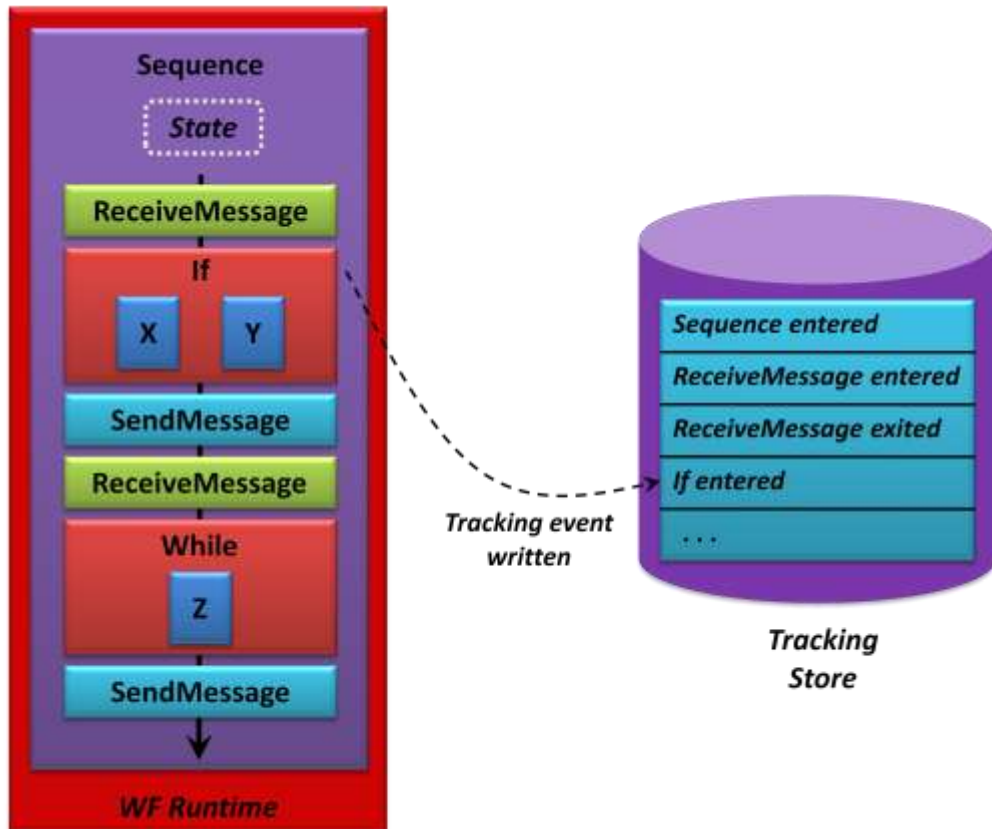 Sequence
State
ReceiveMessage
If
X Y
SendMessage
ReceiveMessage
While
Z
SendMessage
WF Runtime
Tracking event
written
Sequence entered
ReceiveMessage entered
ReceiveMessage exited
If entered
. . .
Tracking
Store